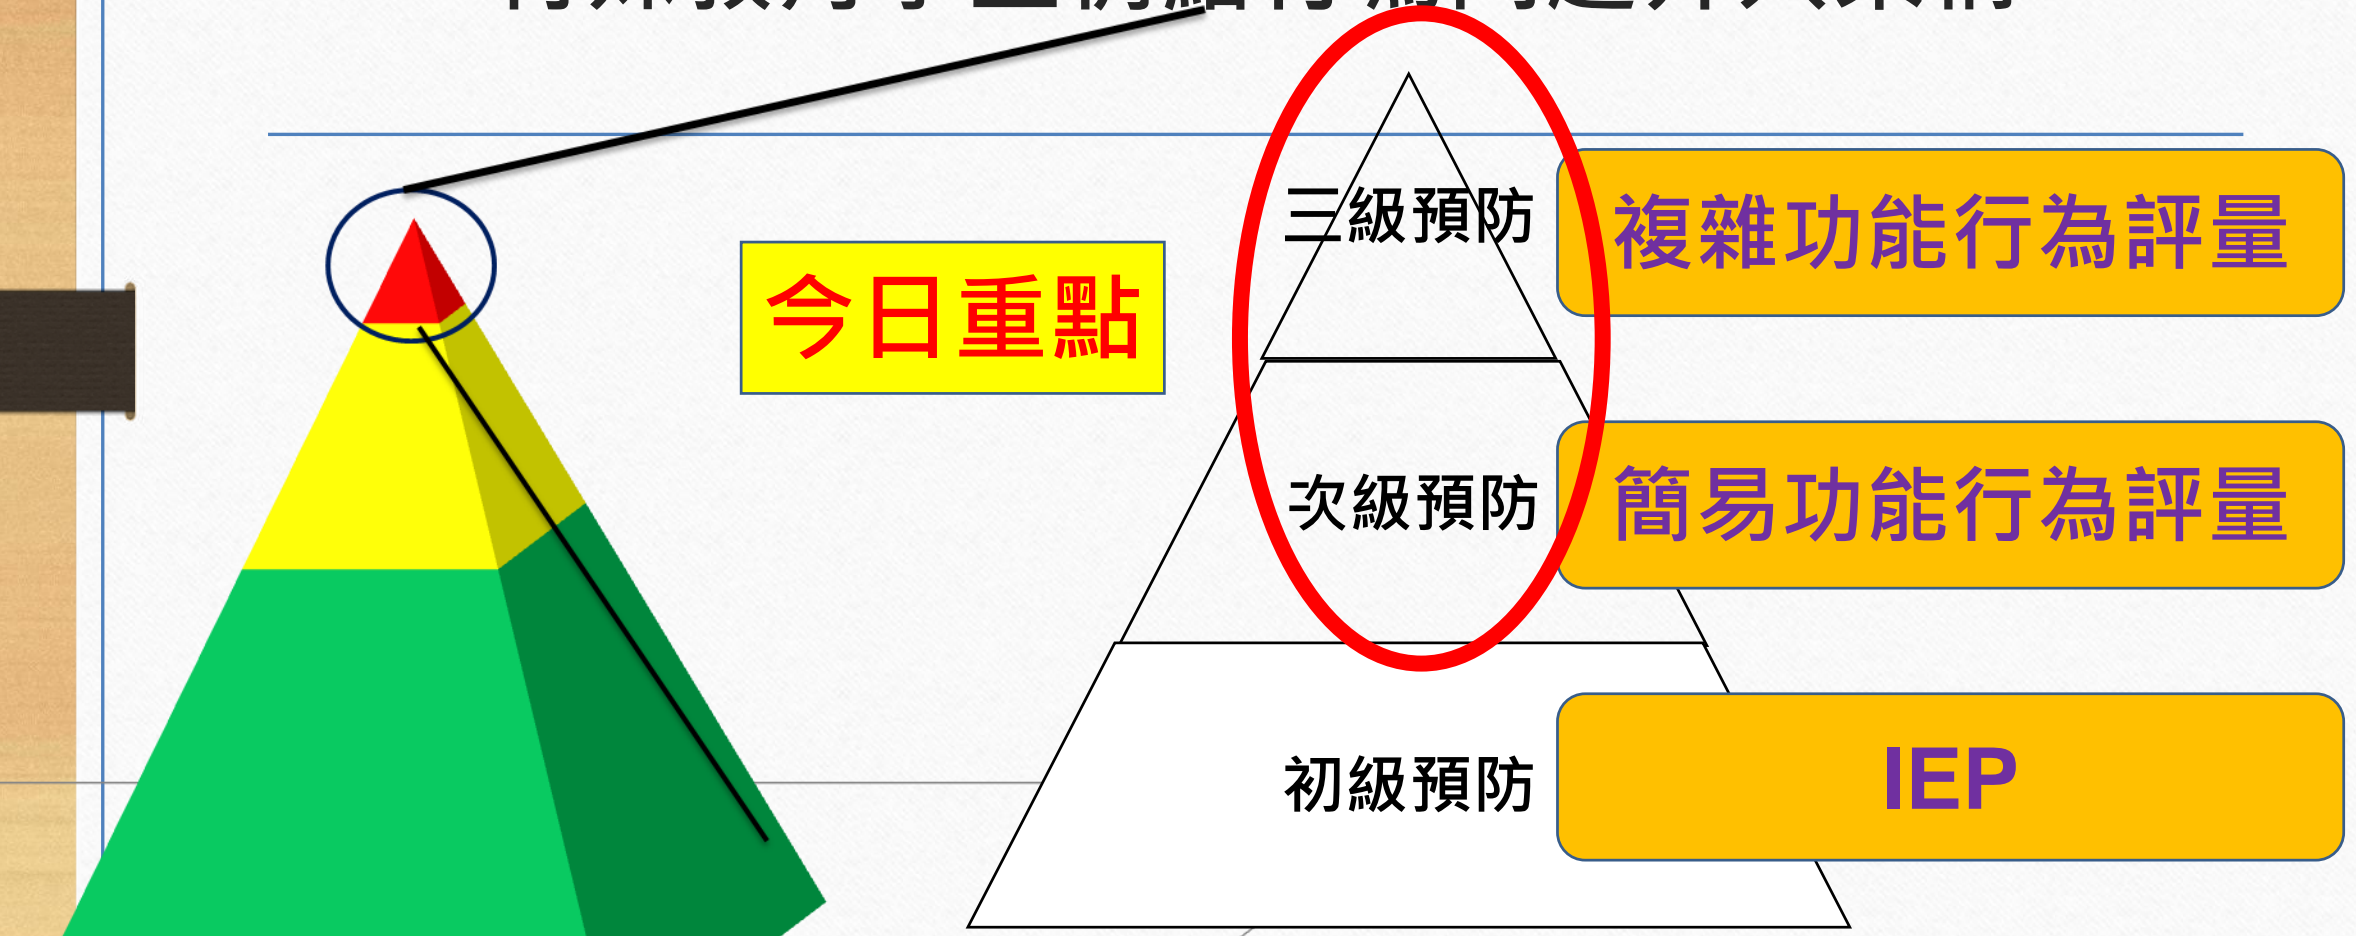 三級預防
複雜功能行為評量
今日重點
次級預防
簡易功能行為評量
初級預防
IEP